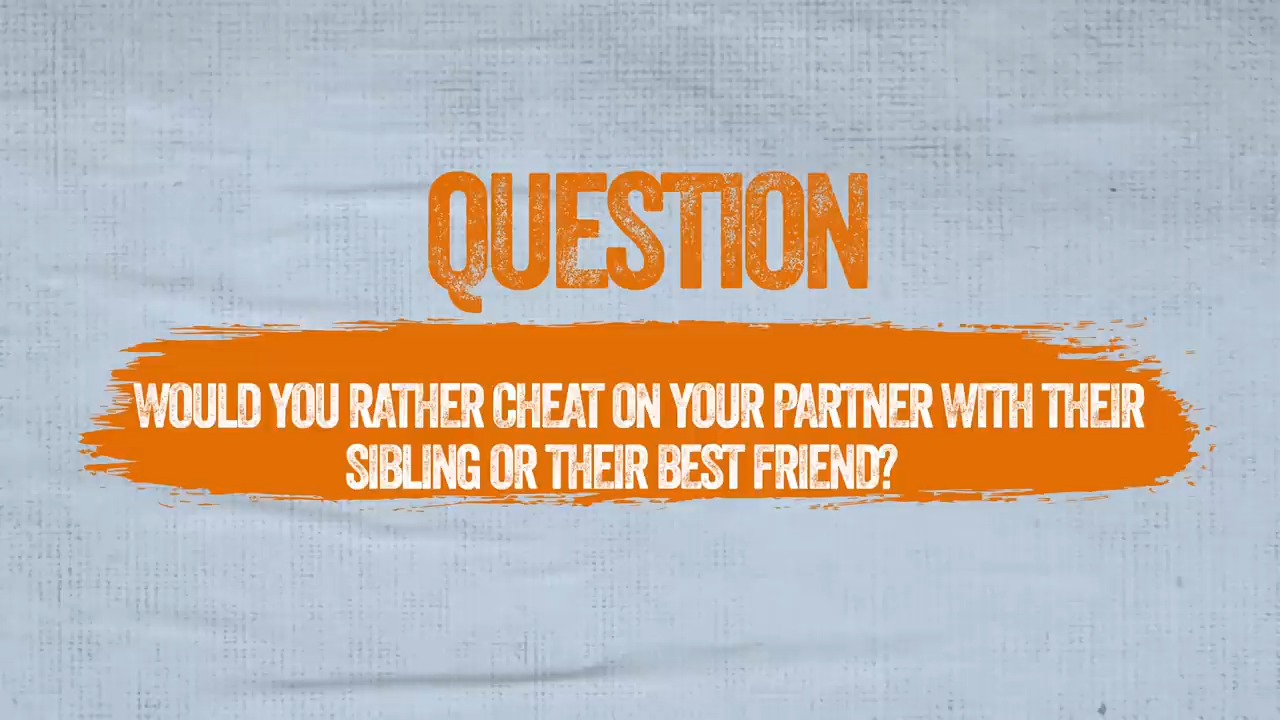 QUESTION
WOULD YOU RATHER CHEAT ON YOUR PARTNER WITH THEIR
SIBLING OR THEIR BEST FRIEND?